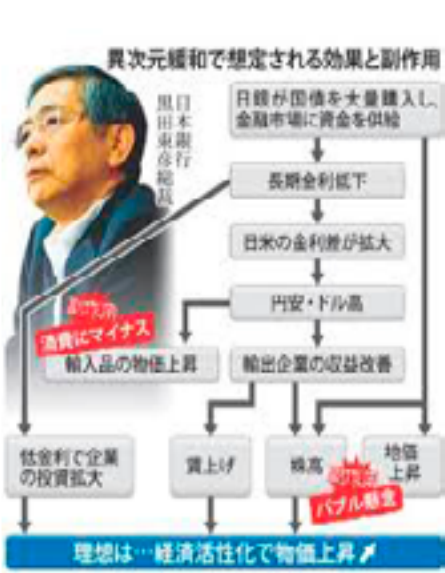 異次元緩和で想定される効果と副作用
日本銀行
黒田東彦総裁
日銀が国債を大量購入し、
金融市場に資金を供給
長期金利低下
日米の金利差が拡大
円安・ドル高
副作用
消費にマイナス
輸入品の物価上昇
輸出企業の収益改善
低金利で企業
の投資拡大
賃上げ
株高
地価
上昇
副作用
バブル懸念
理想は…経済活性化で物価上昇↗